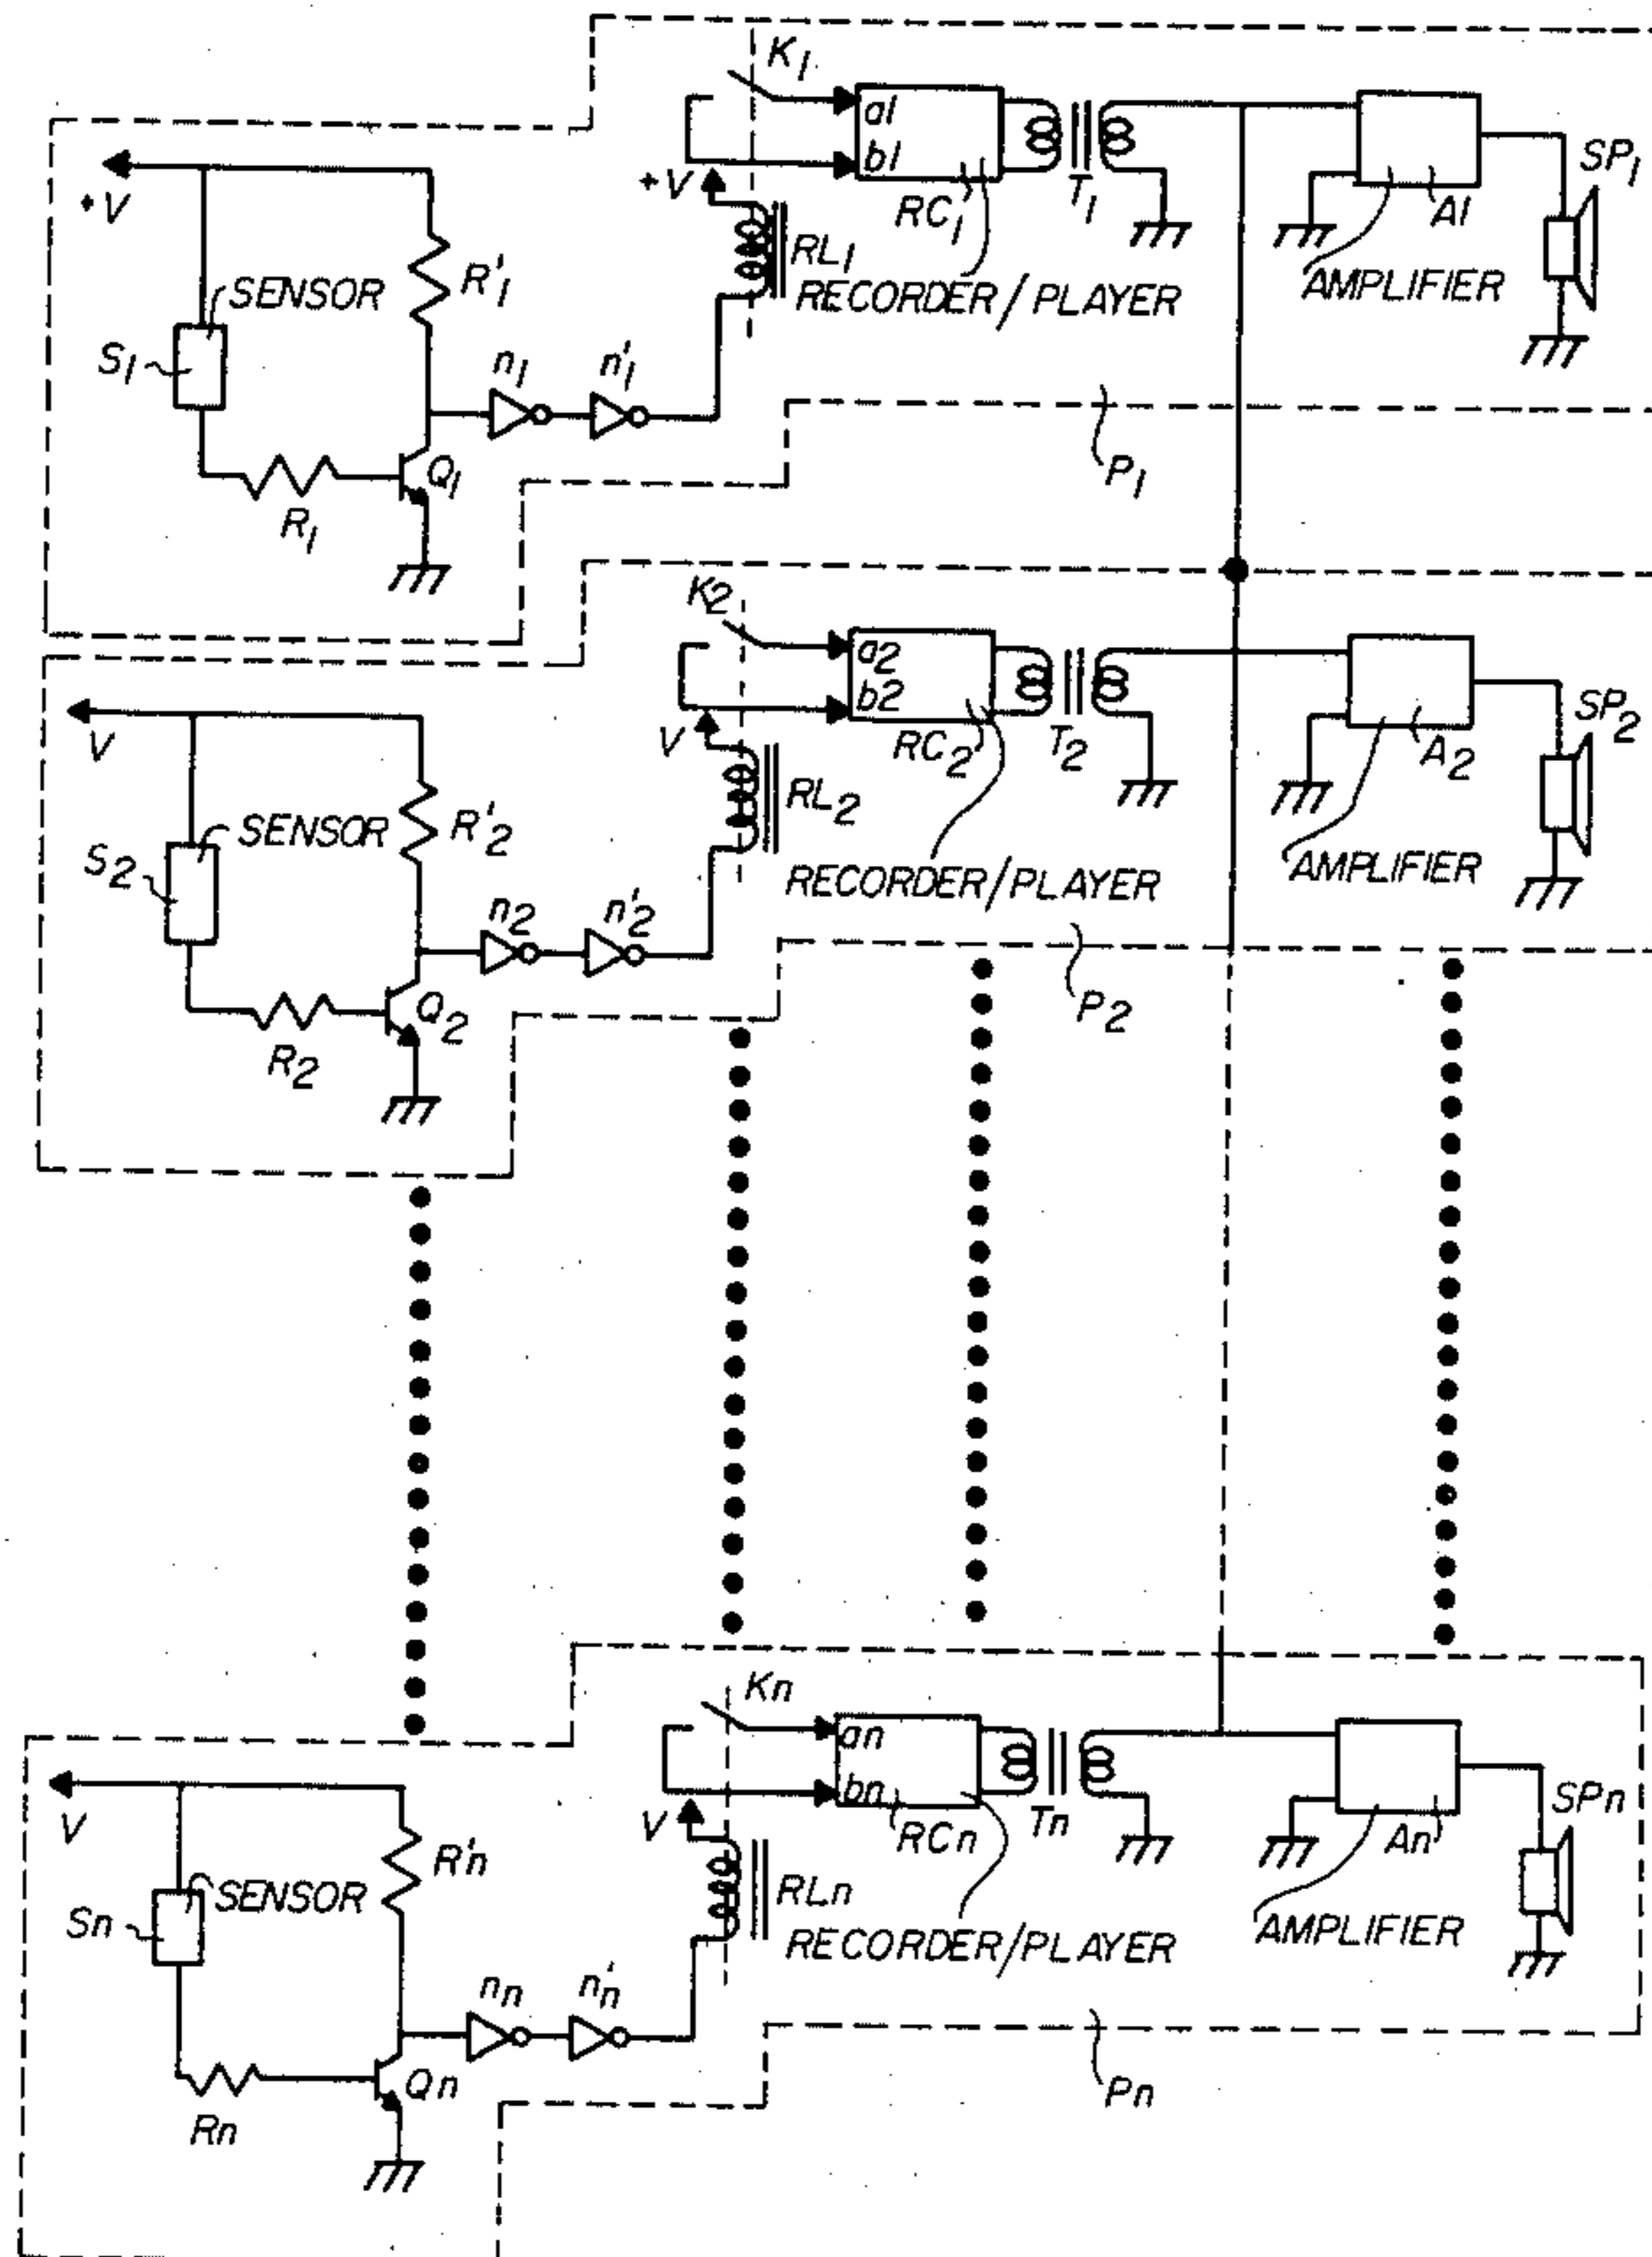 K1
a1
b1
+V
+V
RC1
T1
A1
SP1
SENSOR
R'1
RL1
RECORDER/PLAYER
AMPLIFIER
S1
n1
n'1
Q1
P1
R1
K2
a2
b2
V
V
RC2
T2
A2
SP2
SENSOR
R'2
RL2
RECORDER/PLAYER
AMPLIFIER
S2
n2
n'2
Q2
P2
R2
Kn
an
bn
V
V
RCn
Tn
An
SPn
SENSOR
R'n
RLn
RECORDER/PLAYER
AMPLIFIER
Sn
nn
n'n
Qn
Pn
Rn